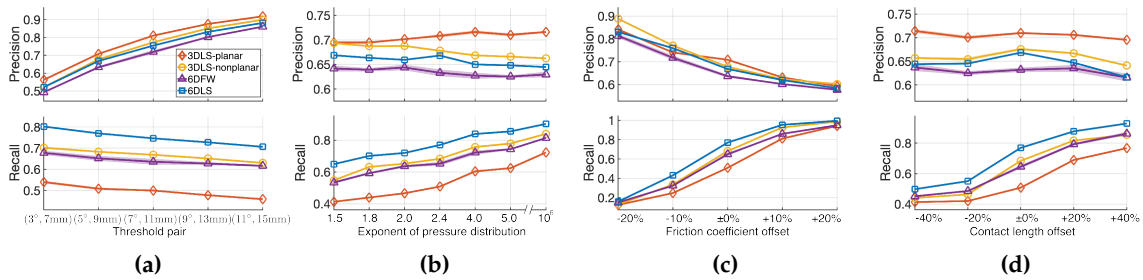 Precision
0.9
0.8
0.7
0.6
0.5
3DLS-planar
3DLS-nonplanar
6DFW
6DLS
Recall
0.8
0.7
0.6
0.5
(3°, 7mm) (5°, 9mm) (7°, 11mm) (9°, 13mm) (11°, 15mm)
Threshold pair
(a)
Precision
0.75
0.7
0.65
0.6
Recall
0.8
0.6
0.4
1.5 1.8 2.0 2.4 4.0 5.0 // 10⁶
Exponent of pressure distribution
(b)
Precision
0.9
0.8
0.7
0.6
0.5
Recall
1
0.8
0.6
0.4
0.2
-20% -10% ±0% +10% +20%
Friction coefficient offset
(c)
Precision
0.75
0.7
0.65
0.6
Recall
0.8
0.6
0.4
-40% -20% ±0% +20% +40%
Contact length offset
(d)